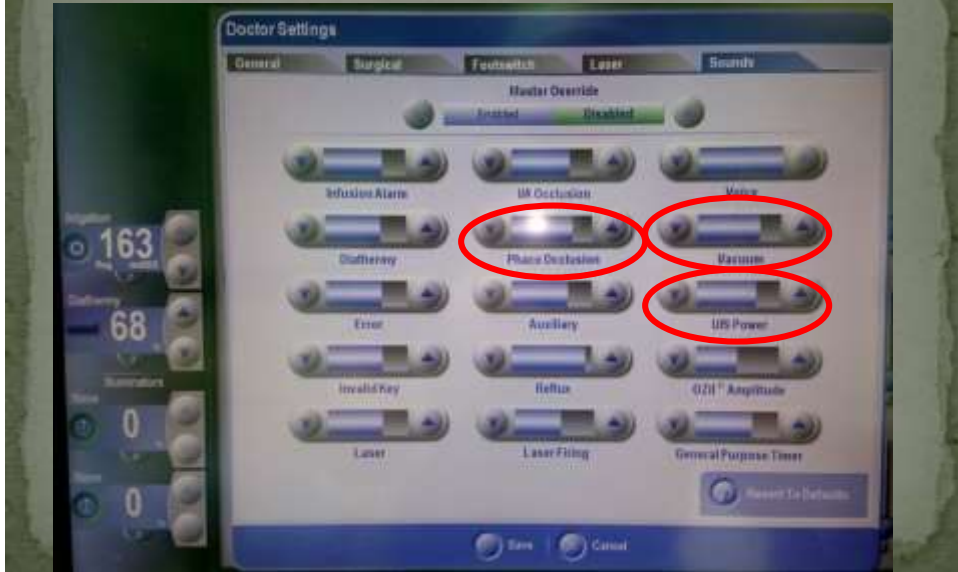 Doctor Settings
General Surgical Footswitch Laser Sounds
Master Override
Enabled Disabled
Infusion Alarm I/A Occlusion Voice
Irrigation
163
Diathermy Phaco Occlusion Vacuum
Diathermy
68
Error Auxiliary U/S Power
Illuminators
Invalid Key Reflux OZil™ Amplitude
0
Laser Laser Firing General Purpose Timer
0
Revert To Defaults
Save Cancel